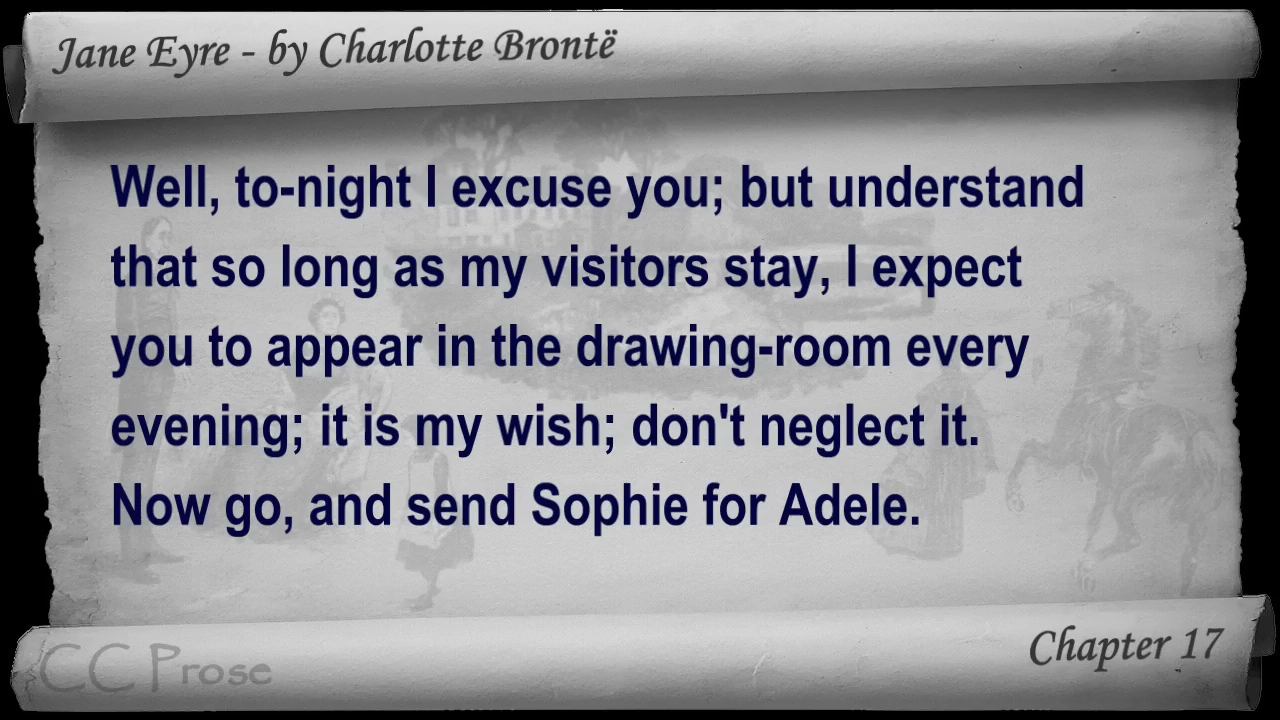 Jane Eyre - by Charlotte Brontë
Well, to-night I excuse you; but understand
that so long as my visitors stay, I expect
you to appear in the drawing-room every
evening; it is my wish; don't neglect it.
Now go, and send Sophie for Adele.
CC Prose
Chapter 17